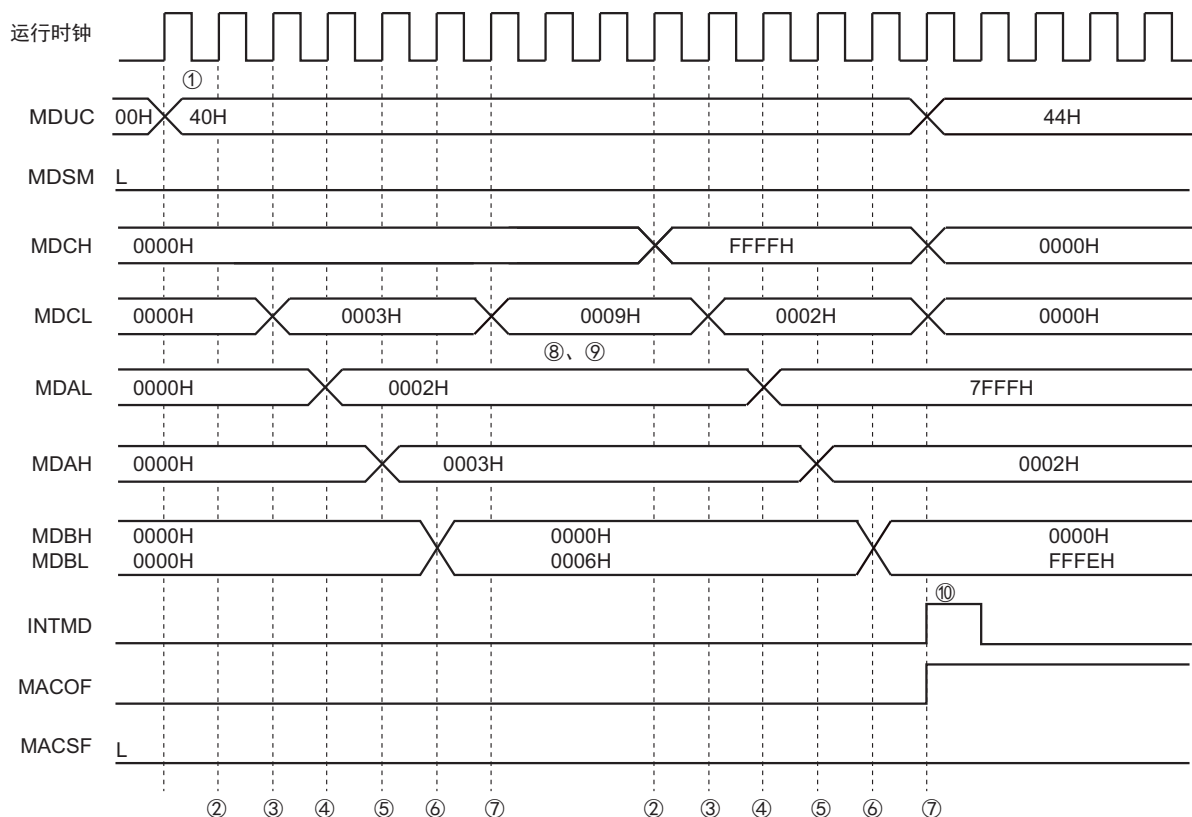 运行时钟
①
MDUC 00H 40H 44H
MDSM L
MDCH 0000H FFFFH 0000H
MDCL 0000H 0003H 0009H 0002H 0000H
⑧、⑨
MDAL 0000H 0002H 7FFFH
MDAH 0000H 0003H 0002H
MDBH 0000H 0000H 0000H
MDBL 0000H 0006H FFFEH
⑩
INTMD
MACOF
MACSF L
② ③ ④ ⑤ ⑥ ⑦ ② ③ ④ ⑤ ⑥ ⑦